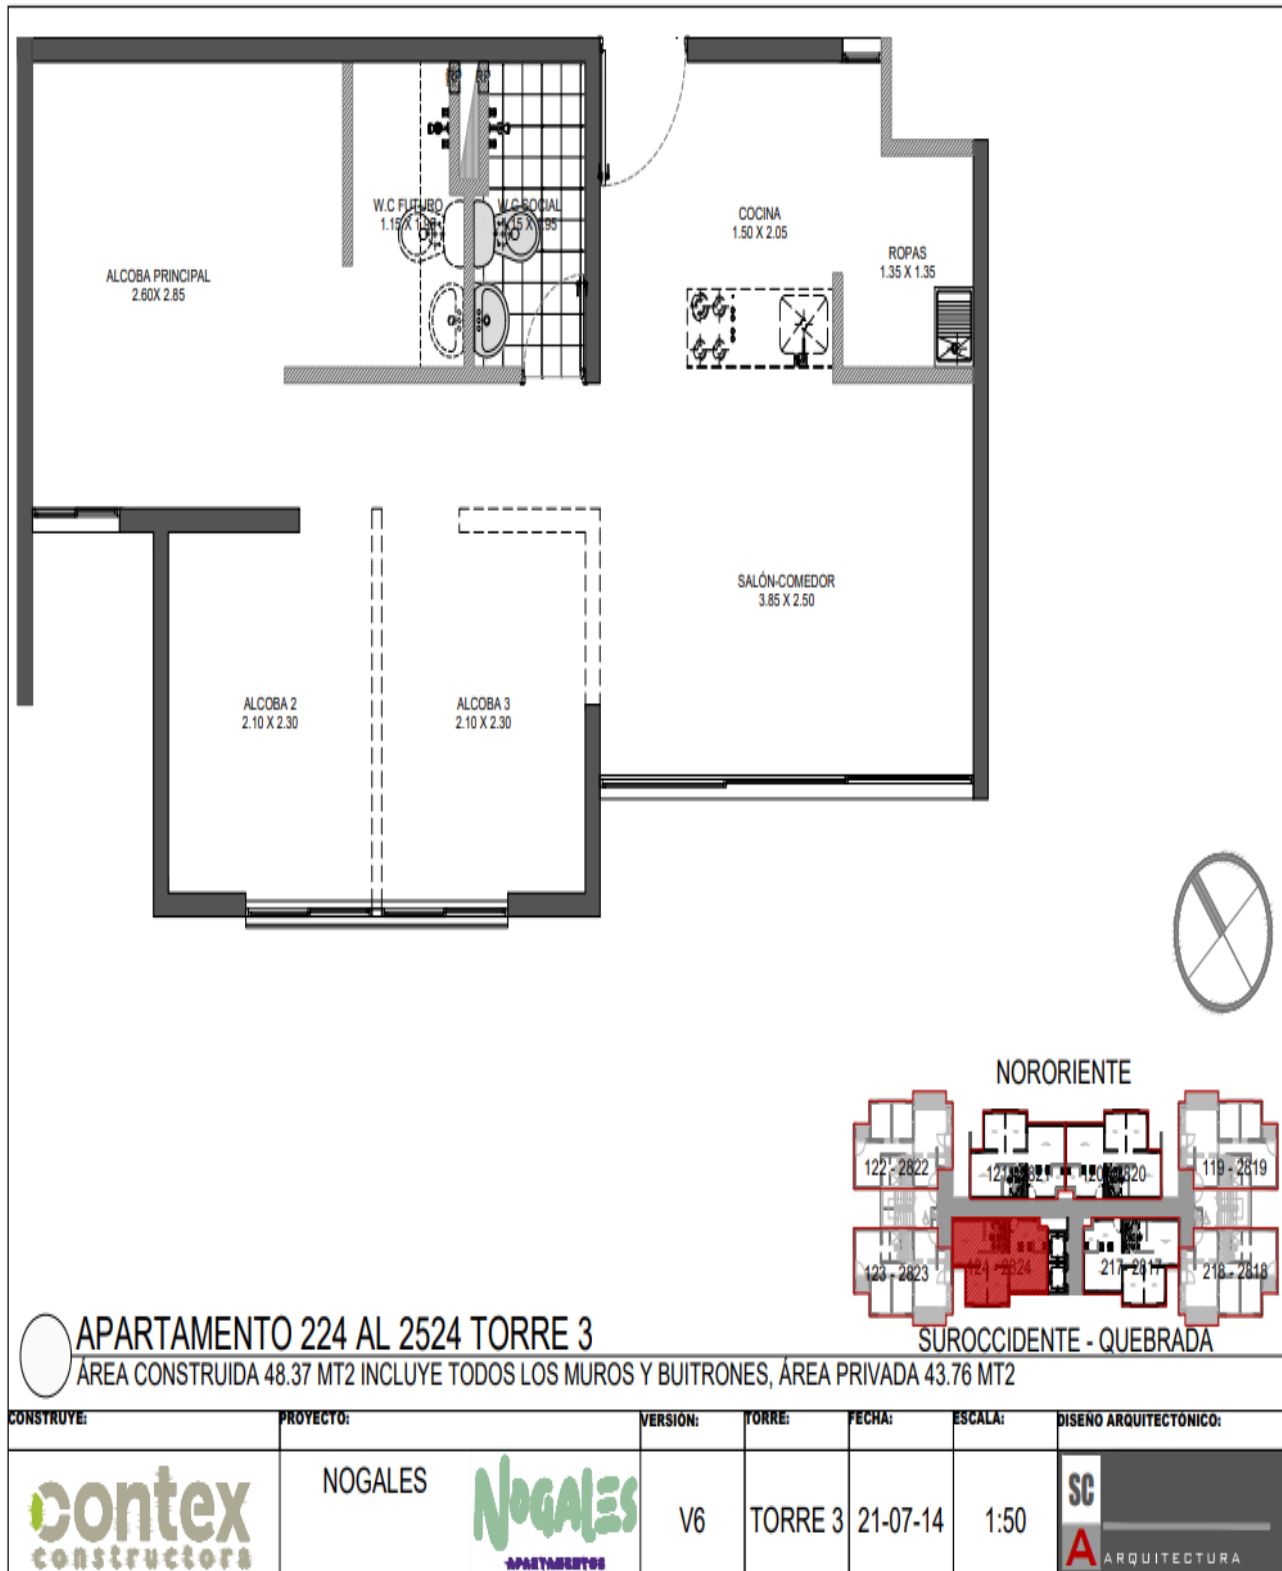 W.C FUTURO
W.C SOCIAL
COCINA
1.50 X 2.05
ROPAS
1.35 X 1.35
ALCOBA PRINCIPAL
2.60X 2.85
SALÓN-COMEDOR
3.85 X 2.50
ALCOBA 2
2.10 X 2.30
ALCOBA 3
2.10 X 2.30
NORORIENTE
122 - 2822
119 - 2819
123 - 2823
217 - 2817
218 - 2818
SUROCCIDENTE - QUEBRADA
APARTAMENTO 224 AL 2524 TORRE 3
ÁREA CONSTRUIDA 48.37 MT2 INCLUYE TODOS LOS MUROS Y BUITRONES, ÁREA PRIVADA 43.76 MT2
CONSTRUYE:
PROYECTO:
VERSIÓN:
TORRE:
FECHA:
ESCALA:
DISEÑO ARQUITECTÓNICO:
contex
constructora
NOGALES
NOGALES
APARTAMENTOS
V6
TORRE 3
21-07-14
1:50
SC
A ARQUITECTURA